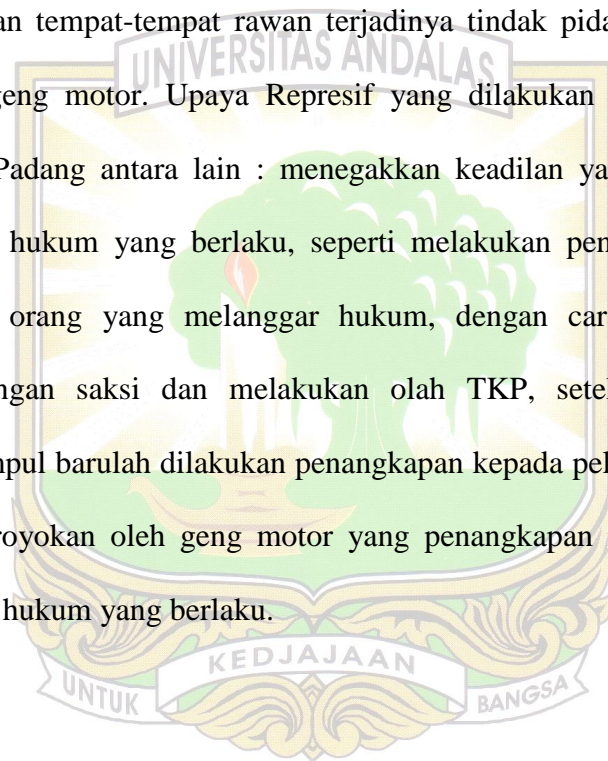 an tempat-tempat rawan terjadinya tindak pida
UNIVERSITAS ANDALAS
geng motor. Upaya Represif yang dilakukan
Padang antara lain : menegakkan keadilan ya
hukum yang berlaku, seperti melakukan pen
orang yang melanggar hukum, dengan car
ngan saksi dan melakukan olah TKP, setel
npul barulah dilakukan penangkapan kepada pel
royokan oleh geng motor yang penangkapan
hukum yang berlaku.
UNTUK KEDJAJAAN BANGSA